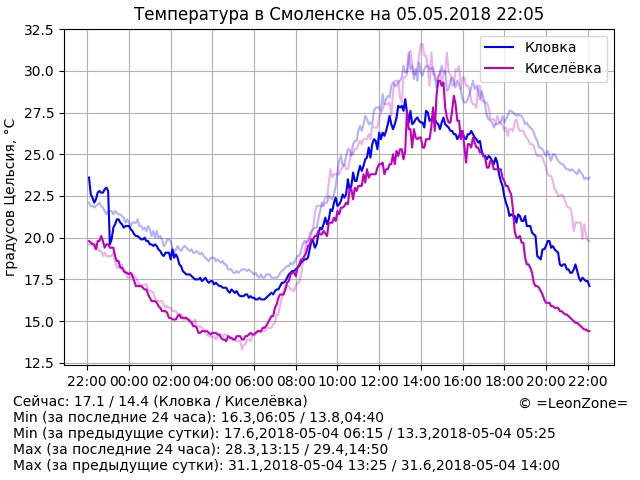 Температура в Смоленске на 05.05.2018 22:05
32.5
30.0
27.5
25.0
22.5
20.0
17.5
15.0
12.5
градусов Цельсия, °C
Кловка
Киселёвка
22:00 00:00 02:00 04:00 06:00 08:00 10:00 12:00 14:00 16:00 18:00 20:00 22:00
Сейчас: 17.1 / 14.4 (Кловка / Киселёвка)
© =LeonZone=
Min (за последние 24 часа): 16.3,06:05 / 13.8,04:40
Min (за предыдущие сутки): 17.6,2018-05-04 06:15 / 13.3,2018-05-04 05:25
Max (за последние 24 часа): 28.3,13:15 / 29.4,14:50
Max (за предыдущие сутки): 31.1,2018-05-04 13:25 / 31.6,2018-05-04 14:00